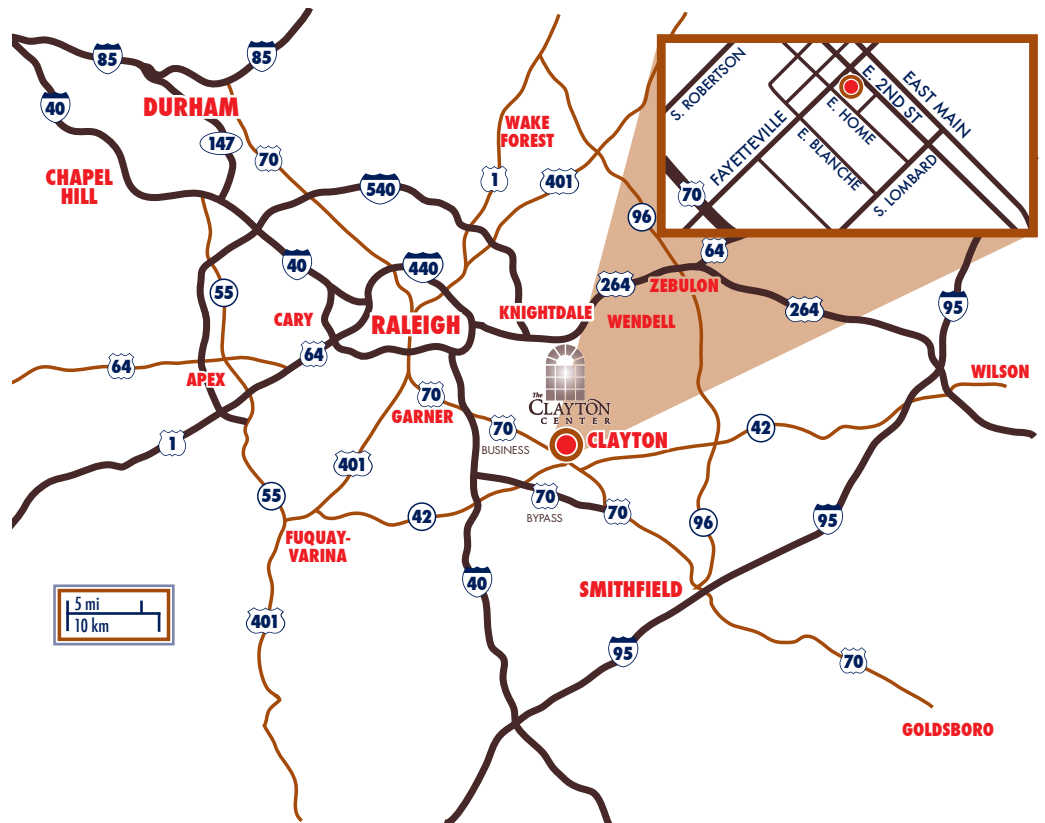 85
85
40
DURHAM
147
70
CHAPEL
HILL
WAKE
FOREST
1
401
540
96
S. ROBERTSON
EAST MAIN
E. 2ND ST
E. HOME
E. BLANCHE
FAYETTEVILLE
S. LOMBARD
70
64
40
440
55
264
ZEBULON
264
95
CARY
RALEIGH
KNIGHTDALE
WENDELL
64
64
APEX
WILSON
The
CLAYTON
CENTER
70
GARNER
70
BUSINESS
CLAYTON
42
1
401
55
42
70
BYPASS
70
96
95
FUQUAY-
VARINA
40
SMITHFIELD
5 mi
10 km
401
95
70
GOLDSBORO